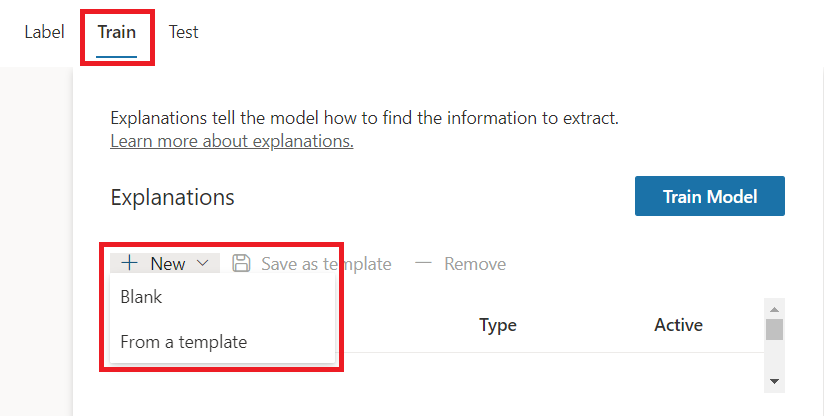 Label Train Test
Explanations tell the model how to find the information to extract.
Learn more about explanations.
Explanations Train Model
New Save as template Remove
Blank
Type Active
From a template